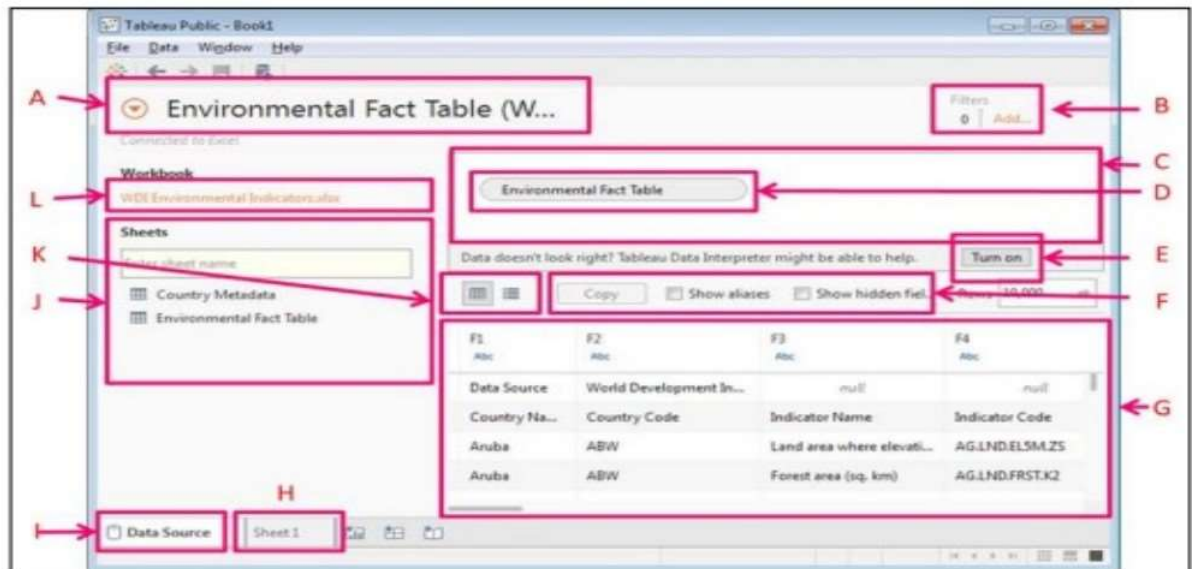 Tableau Public - Book1
File Data Window Help
A
Environmental Fact Table (W...
Filters
0 Add...
B
Connected to Excel
Workbook
C
L
WDI Environmental Indicators.xlsx
Environmental Fact Table
D
Sheets
K
Enter sheet name
Data doesn't look right? Tableau Data Interpreter might be able to help.
Turn on
E
J
Country Metadata
Copy
Show aliases
Show hidden fiel
Rows 10,000
F
Environmental Fact Table
F1 F2 F3 F4
Abc Abc Abc Abc
Data Source World Development In... null null
Country Na... Country Code Indicator Name Indicator Code
G
Aruba ABW Land area where elevati... AG.LND.EL5M.ZS
Aruba ABW Forest area (sq. km) AG.LND.FRST.K2
H
I
Data Source
Sheet 1